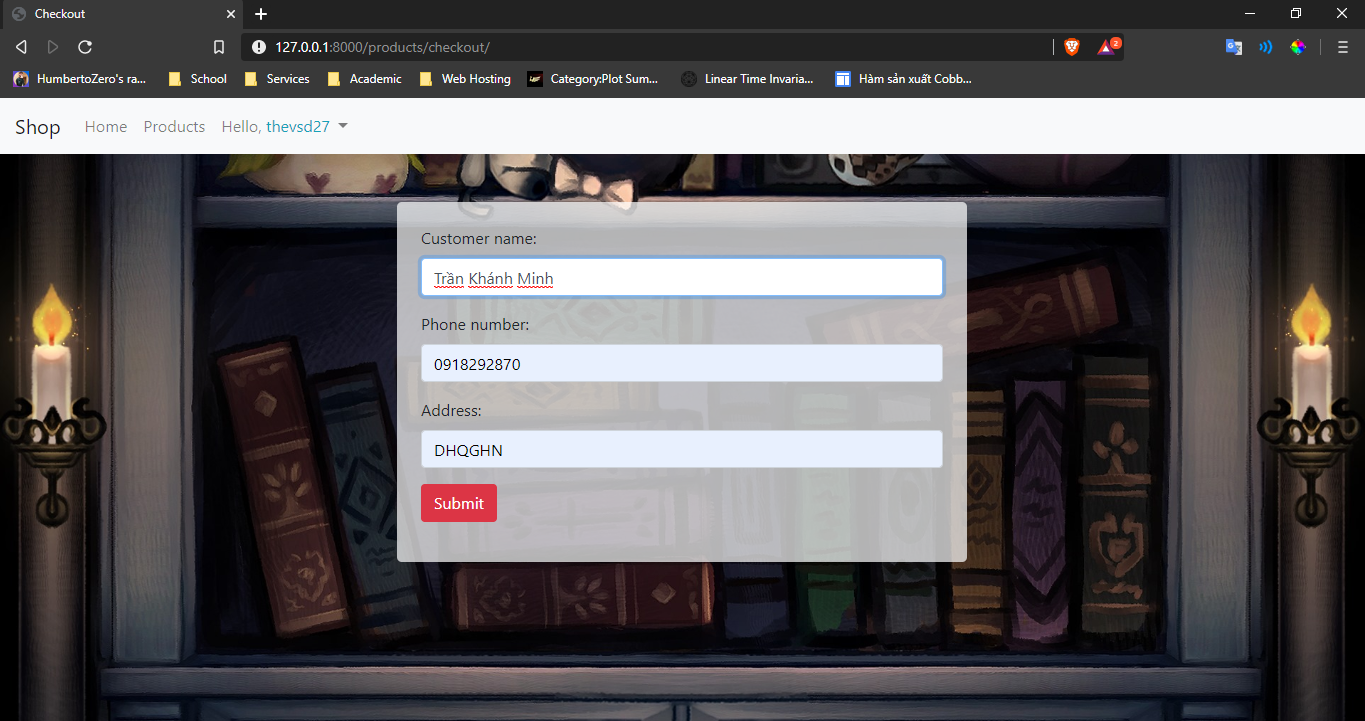 Checkout
127.0.0.1:8000/products/checkout/
2
HumbertoZero's ra...
School
Services
Academic
Web Hosting
Category:Plot Sum...
Linear Time Invaria...
Hàm sản xuất Cobb...
Shop
Home
Products
Hello, thevsd27
Customer name:
Trần Khánh Minh
Phone number:
0918292870
Address:
DHQGHN
Submit